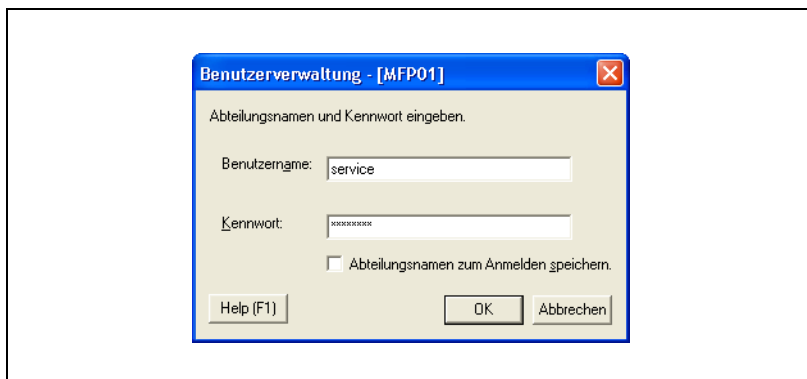 Benutzerverwaltung - [MFP01]
Abteilungsnamen und Kennwort eingeben.
Benutzername: service
Kennwort: ********
Abteilungsnamen zum Anmelden speichern.
Help (F1) OK Abbrechen